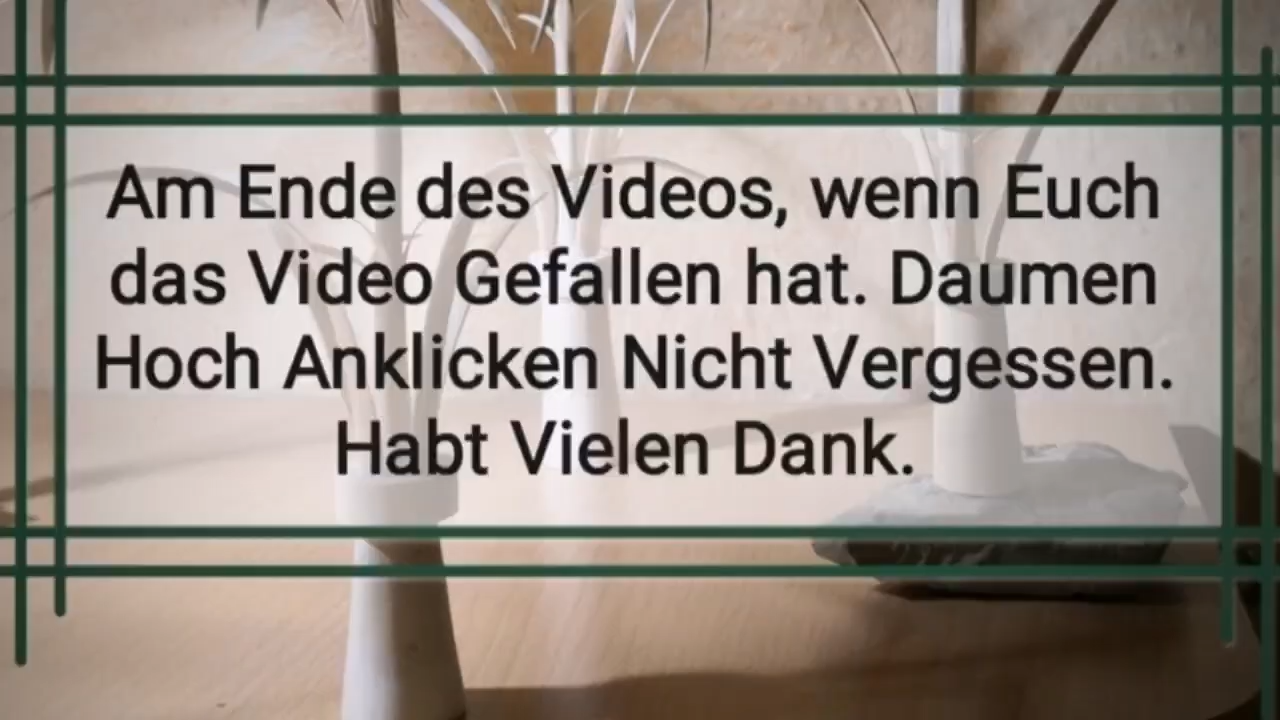 Am Ende des Videos, wenn Euch
das Video Gefallen hat. Daumen
Hoch Anklicken Nicht Vergessen.
Habt Vielen Dank.